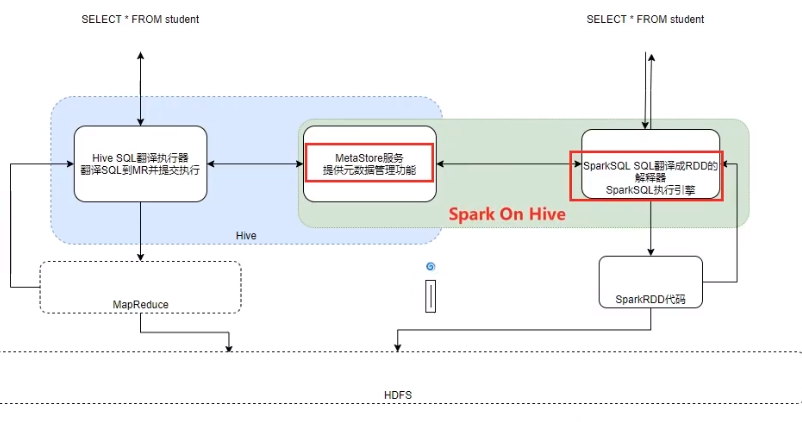 SELECT * FROM student
SELECT * FROM student
Hive SQL翻译执行器
翻译SQL到MR并提交执行
MetaStore服务
提供元数据管理功能
SparkSQL SQL翻译成RDD的
解释器
SparkSQL执行引擎
Spark On Hive
Hive
MapReduce
SparkRDD代码
HDFS